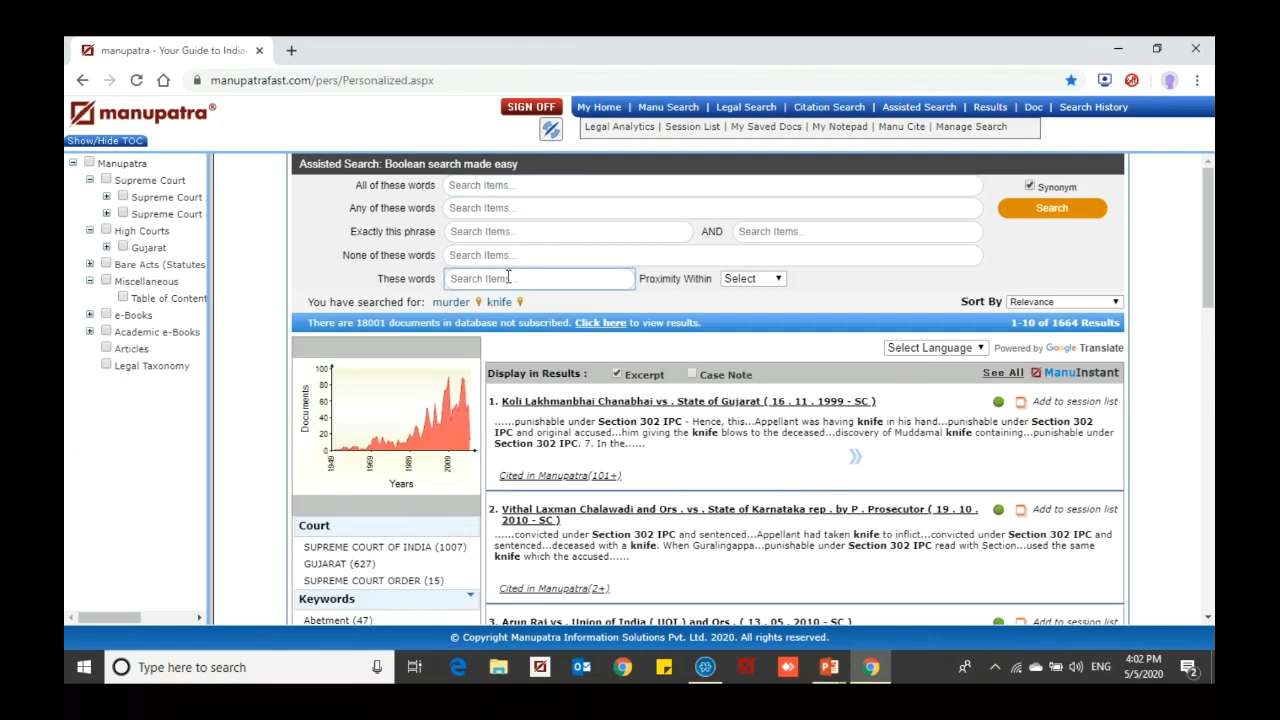 manupatra - Your Guide to India
manupatrafast.com/pers/Personalized.aspx
manupatra®
SIGN OFF
My Home | Manu Search | Legal Search | Citation Search | Assisted Search | Results | Doc | Search History
Legal Analytics | Session List | My Saved Docs | My Notepad | Manu Cite | Manage Search
Show/Hide TOC
Manupatra
Supreme Court
Supreme Court
Supreme Court
High Courts
Gujarat
Bare Acts (Statutes
Miscellaneous
Table of Content
e-Books
Academic e-Books
Articles
Legal Taxonomy
Assisted Search: Boolean search made easy
All of these words Search Items... Synonym
Any of these words Search Items... Search
Exactly this phrase Search Items... AND Search Items...
None of these words Search Items...
These words Search Items... Proximity Within Select
You have searched for: murder knife Sort By Relevance
There are 18001 documents in database not subscribed. Click here to view results. 1-10 of 1664 Results
Select Language Powered by Google Translate
Documents
100
80
60
40
20
0
1949 1969 1989 2009
Years
Display in Results : Excerpt Case Note See All ManuInstant
1. Koli Lakhmanbhai Chanabhai vs . State of Gujarat ( 16 . 11 . 1999 - SC ) Add to session list
......punishable under Section 302 IPC - Hence, this...Appellant was having knife in his hand...punishable under Section 302
IPC and original accused...him giving the knife blows to the deceased...discovery of Muddamal knife containing...punishable under
Section 302 IPC. 7. In the......
Cited in Manupatra(101+)
2. Vithal Laxman Chalawadi and Ors . vs . State of Karnataka rep . by P . Prosecutor ( 19 . 10 . Add to session list
2010 - SC )
......convicted under Section 302 IPC and sentenced...Appellant had taken knife to inflict...convicted under Section 302 IPC and
sentenced...deceased with a knife. When Guralingappa...punishable under Section 302 IPC read with Section...used the same
knife which the accused......
Cited in Manupatra(2+)
3. Arun Raj vs . Union of India ( UOI ) and Ors . ( 13 . 05 . 2010 - SC ) Add to session list
Court
SUPREME COURT OF INDIA (1007)
GUJARAT (627)
SUPREME COURT ORDER (15)
Keywords
Abetment (47)
© Copyright Manupatra Information Solutions Pvt. Ltd. 2020. All rights reserved.
Type here to search
ENG
4:02 PM
5/5/2020
2